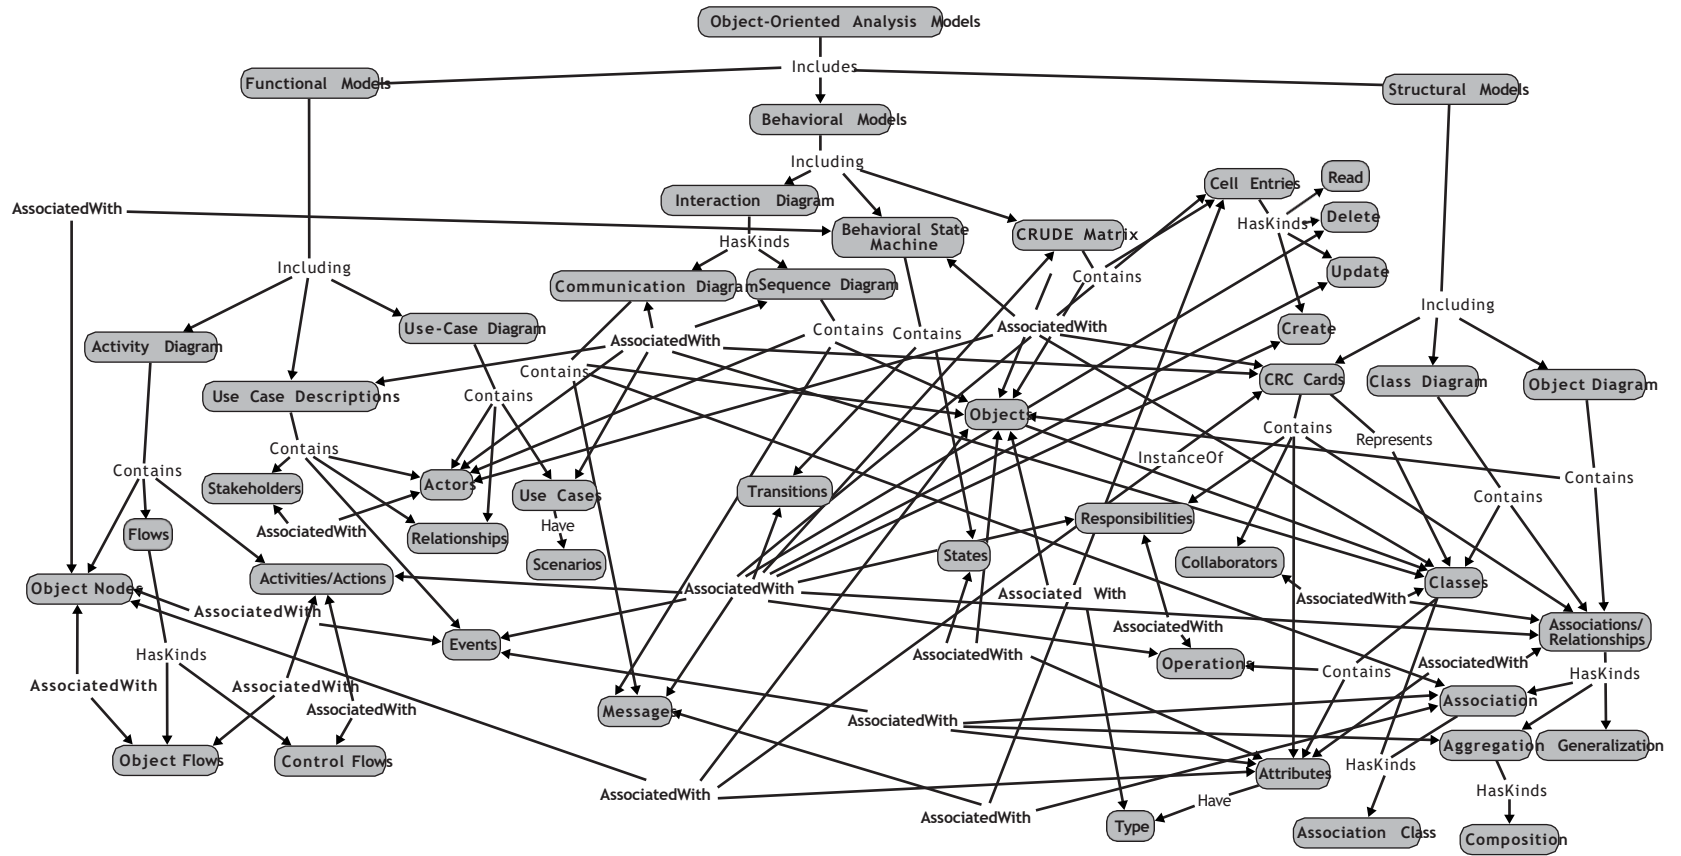 Object-Oriented Analysis Models
Includes
Functional Models
Structural Models
Behavioral Models
Including
Cell Entries
Read
Interaction Diagram
AssociatedWith
Delete
HasKinds
Behavioral State
Machine
CRUDE Matrix
HasKinds
Including
Contains
Update
Communication Diagram
Sequence Diagram
Including
Use-Case Diagram
Contains
Contains
AssociatedWith
Create
Activity Diagram
AssociatedWith
Contains
CRC Cards
Class Diagram
Object Diagram
Use Case Descriptions
Contains
Objects
Contains
Represents
Contains
InstanceOf
Contains
Contains
Stakeholders
Actors
Use Cases
Transitions
Contains
Responsibilities
AssociatedWith
Have
Flows
Relationships
States
Collaborators
Scenarios
Activities/Actions
Object Nodes
AssociatedWith
Associated With
Classes
AssociatedWith
AssociatedWith
AssociatedWith
Associations/
Relationships
Events
HasKinds
AssociatedWith
Operations
Contains
AssociatedWith
HasKinds
AssociatedWith
AssociatedWith
AssociatedWith
Messages
AssociatedWith
Association
Aggregation
Generalization
Object Flows
Control Flows
HasKinds
Attributes
AssociatedWith
Have
HasKinds
AssociatedWith
Type
Association Class
Composition